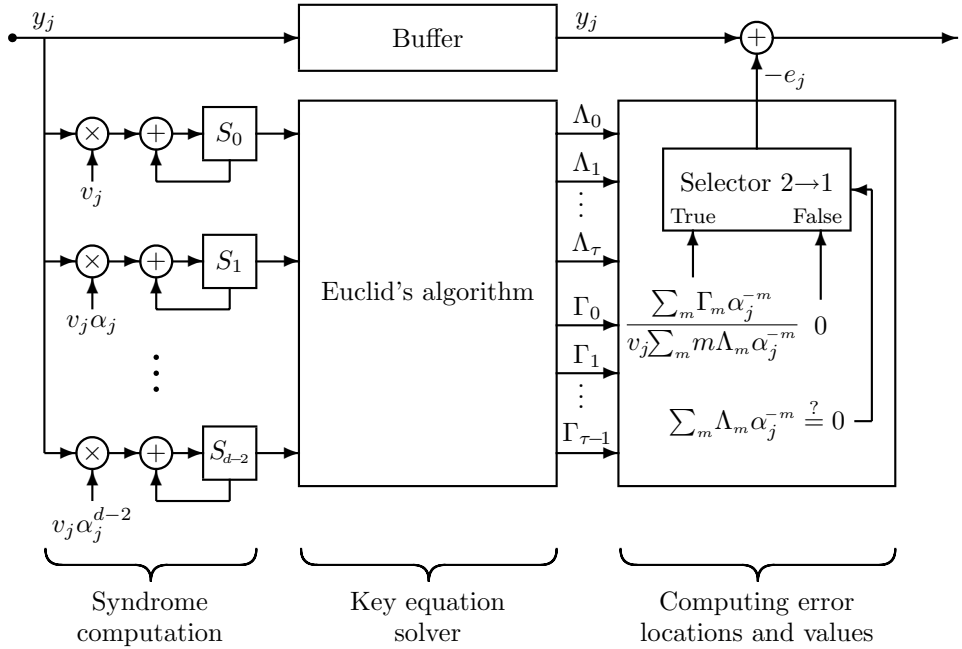 y_j
Buffer
y_j
+
−e_j
×
+
S_0
v_j
Λ_0
Λ_1
⋮
Selector 2→1
True False
×
+
S_1
v_jα_j
Euclid's algorithm
Λ_τ
Γ_0
Γ_1
⋮
∑_m Γ_m α_j^{−m}
v_j ∑_m mΛ_m α_j^{−m}
0
⋮
×
+
S_{d−2}
v_jα_j^{d−2}
Γ_{τ−1}
∑_m Λ_m α_j^{−m} ≟ 0
Syndrome
computation
Key equation
solver
Computing error
locations and values